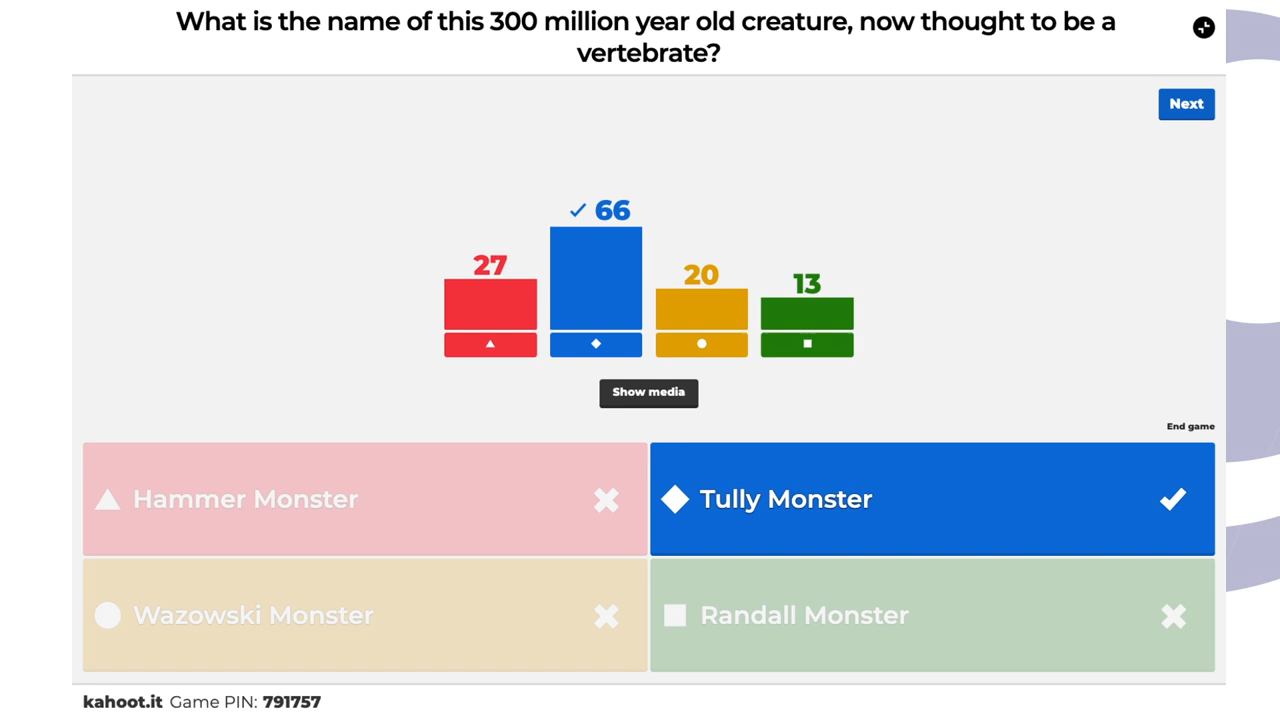 What is the name of this 300 million year old creature, now thought to be a
vertebrate?
Next
66
27
20
13
Show media
End game
Hammer Monster
Tully Monster
Wazowski Monster
Randall Monster
kahoot.it Game PIN: 791757